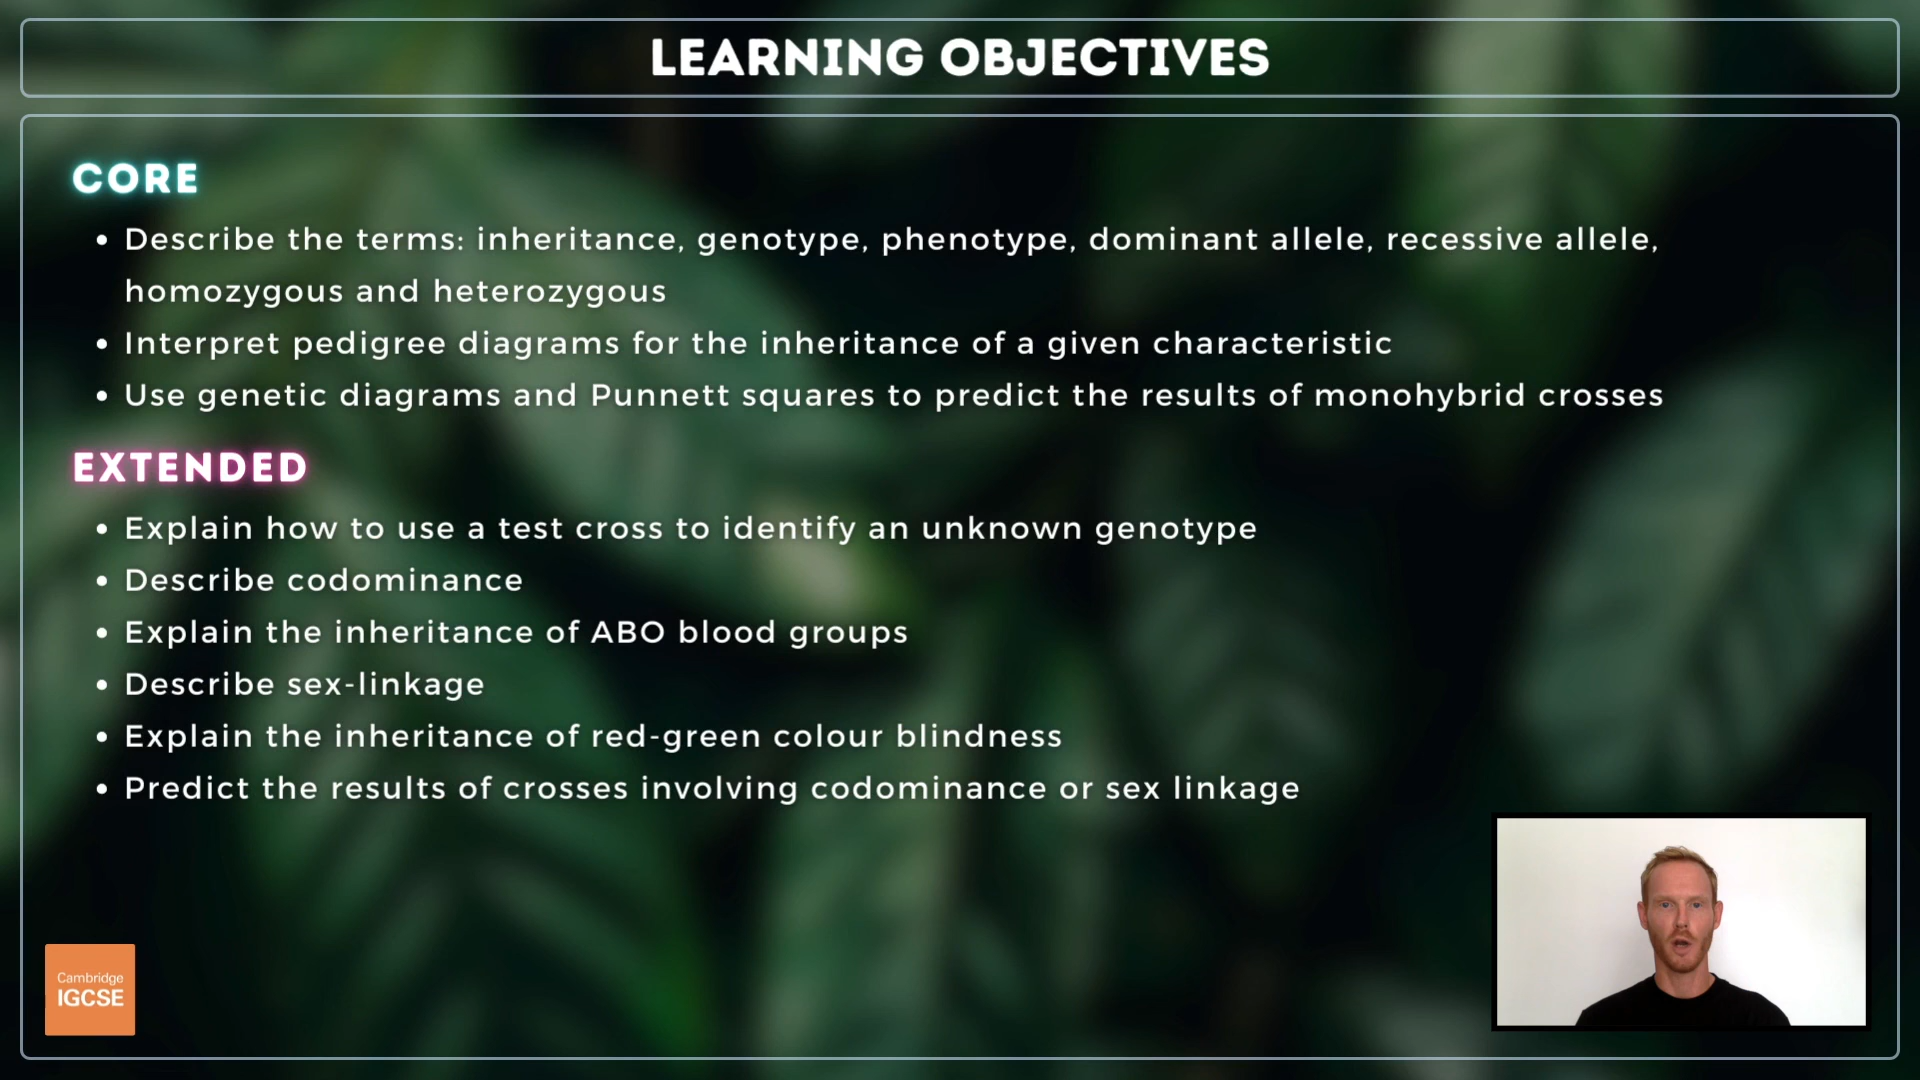 LEARNING OBJECTIVES
CORE
• Describe the terms: inheritance, genotype, phenotype, dominant allele, recessive allele,
homozygous and heterozygous
• Interpret pedigree diagrams for the inheritance of a given characteristic
• Use genetic diagrams and Punnett squares to predict the results of monohybrid crosses
EXTENDED
• Explain how to use a test cross to identify an unknown genotype
• Describe codominance
• Explain the inheritance of ABO blood groups
• Describe sex-linkage
• Explain the inheritance of red-green colour blindness
• Predict the results of crosses involving codominance or sex linkage
Cambridge
IGCSE